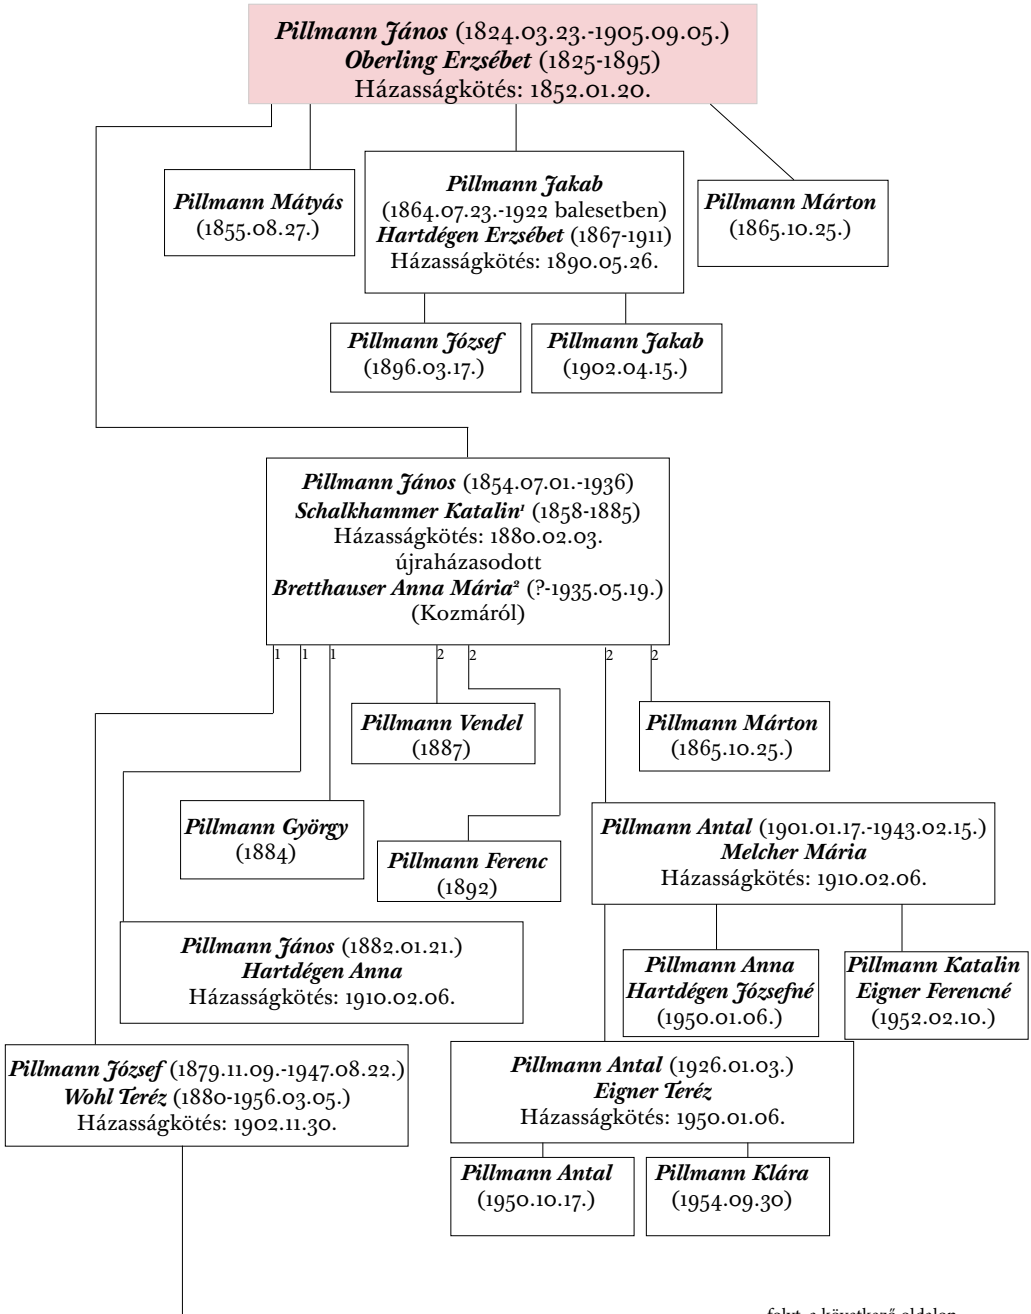 Pillmann János (1824.03.23.-1905.09.05.)
Oberling Erzsébet (1825-1895)
Házasságkötés: 1852.01.20.
Pillmann Mátyás
(1855.08.27.)
Pillmann Jakab
(1864.07.23.-1922 balesetben)
Hartdégen Erzsébet (1867-1911)
Házasságkötés: 1890.05.26.
Pillmann Márton
(1865.10.25.)
Pillmann József
(1896.03.17.)
Pillmann Jakab
(1902.04.15.)
Pillmann János (1854.07.01.-1936)
Schalkhammer Katalin¹ (1858-1885)
Házasságkötés: 1880.02.03.
újraházasodott
Bretthauser Anna Mária² (?-1935.05.19.)
(Kozmáról)
1 1 1 2 2 2 2
Pillmann Vendel
(1887)
Pillmann Márton
(1865.10.25.)
Pillmann György
(1884)
Pillmann Ferenc
(1892)
Pillmann Antal (1901.01.17.-1943.02.15.)
Melcher Mária
Házasságkötés: 1910.02.06.
Pillmann János (1882.01.21.)
Hartdégen Anna
Házasságkötés: 1910.02.06.
Pillmann Anna
Hartdégen Józsefné
(1950.01.06.)
Pillmann Katalin
Eigner Ferencné
(1952.02.10.)
Pillmann József (1879.11.09.-1947.08.22.)
Wohl Teréz (1880-1956.03.05.)
Házasságkötés: 1902.11.30.
Pillmann Antal (1926.01.03.)
Eigner Teréz
Házasságkötés: 1950.01.06.
Pillmann Antal
(1950.10.17.)
Pillmann Klára
(1954.09.30)
folyt. a következő oldalon